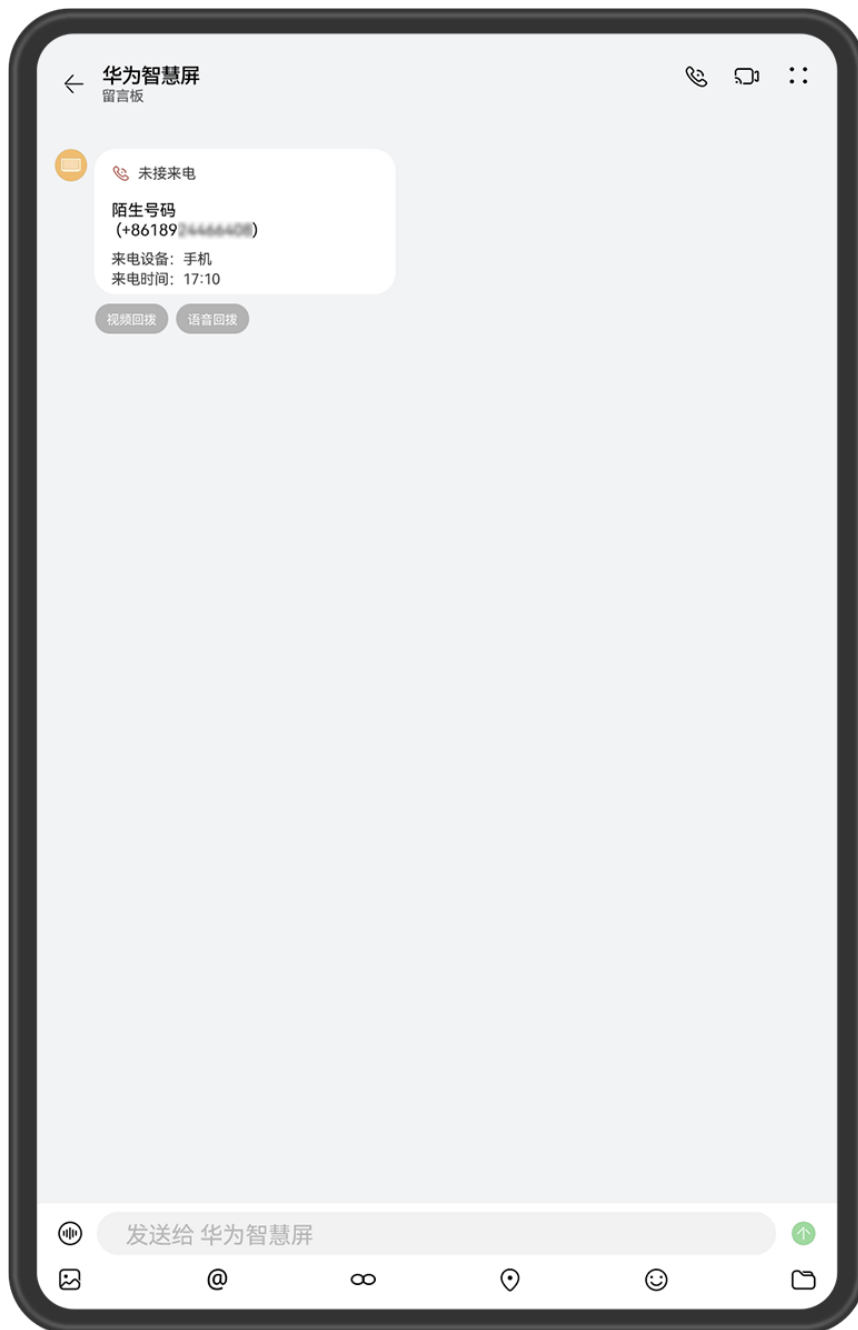 华为智慧屏
留言板
未接来电
陌生号码
(+86189
来电设备：手机
来电时间：17:10
视频回拨 语音回拨
发送给 华为智慧屏